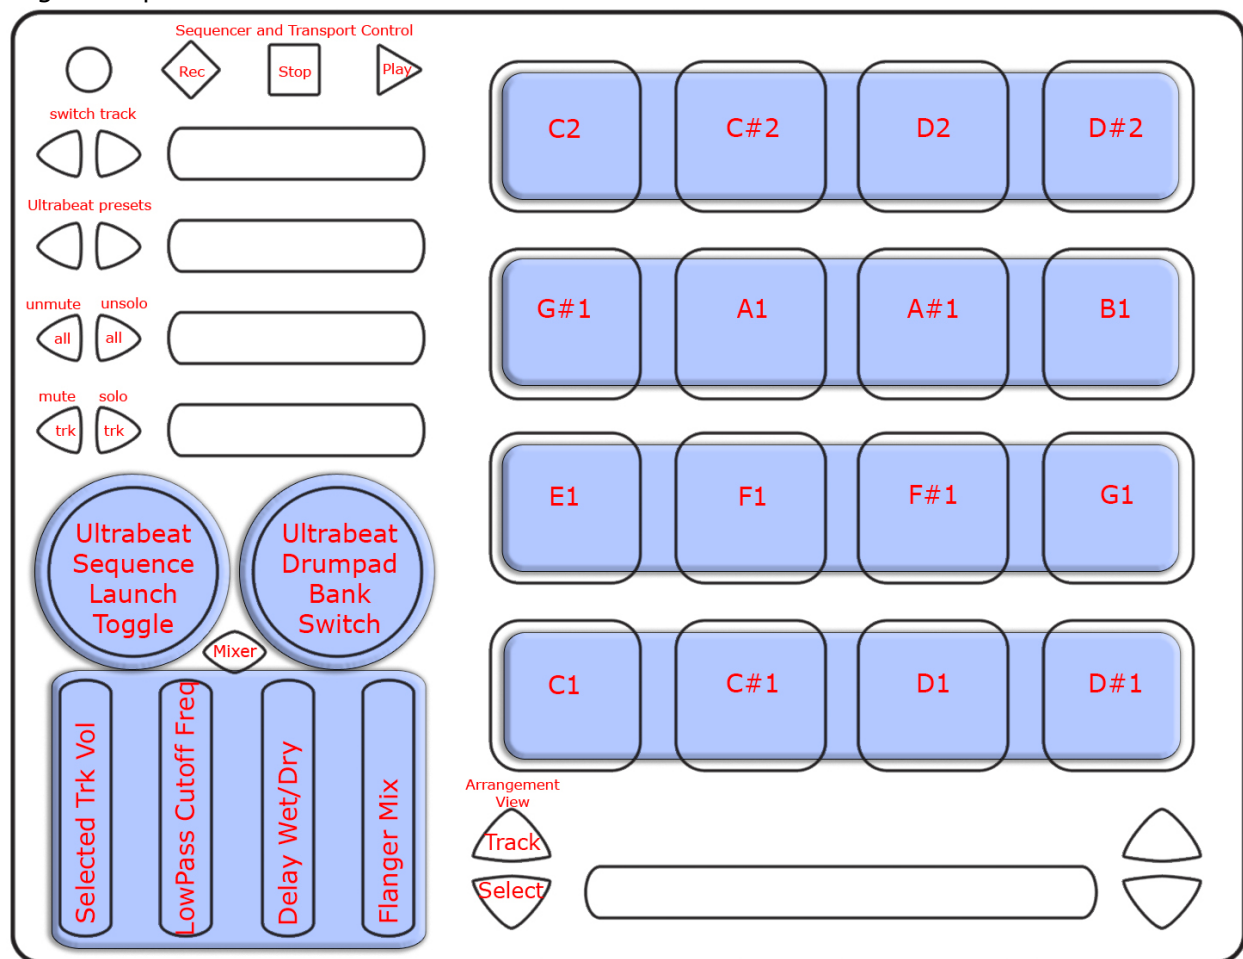 Sequencer and Transport Control
Rec
Stop
Play
switch track
Ultrabeat presets
unmute
unsolo
all
all
mute
solo
trk
trk
Ultrabeat
Sequence
Launch
Toggle
Ultrabeat
Drumpad
Bank
Switch
Mixer
Selected Trk Vol
LowPass Cutoff Freq
Delay Wet/Dry
Flanger Mix
C2
C#2
D2
D#2
G#1
A1
A#1
B1
E1
F1
F#1
G1
C1
C#1
D1
D#1
Arrangement
View
Track
Select